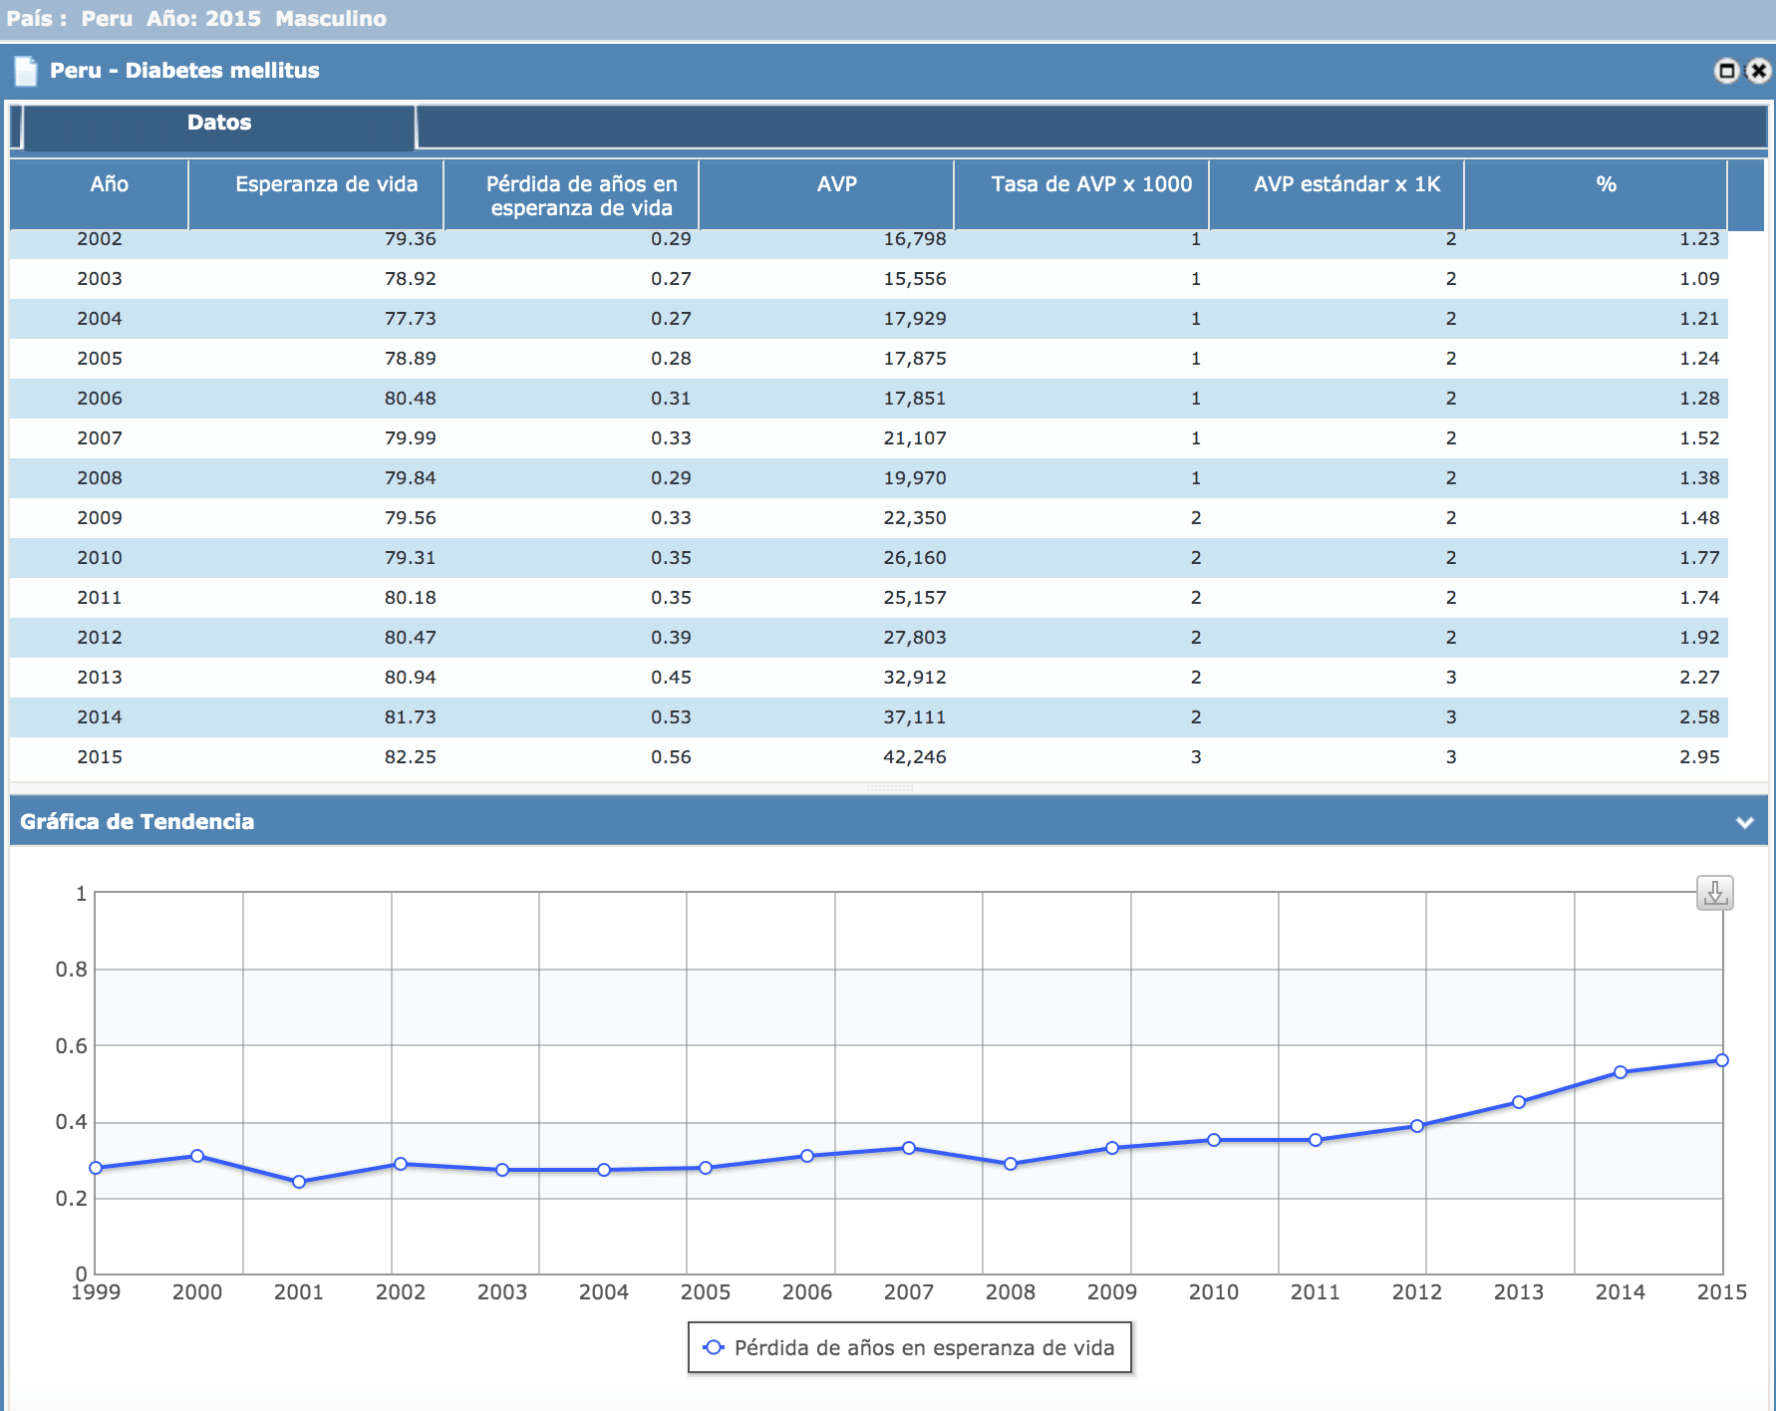 País :  Peru  Año: 2015  Masculino
Peru - Diabetes mellitus
Datos
Año Esperanza de vida Pérdida de años en esperanza de vida AVP Tasa de AVP x 1000 AVP estándar x 1K %
2002 79.36 0.29 16,798 1 2 1.23
2003 78.92 0.27 15,556 1 2 1.09
2004 77.73 0.27 17,929 1 2 1.21
2005 78.89 0.28 17,875 1 2 1.24
2006 80.48 0.31 17,851 1 2 1.28
2007 79.99 0.33 21,107 1 2 1.52
2008 79.84 0.29 19,970 1 2 1.38
2009 79.56 0.33 22,350 2 2 1.48
2010 79.31 0.35 26,160 2 2 1.77
2011 80.18 0.35 25,157 2 2 1.74
2012 80.47 0.39 27,803 2 2 1.92
2013 80.94 0.45 32,912 2 3 2.27
2014 81.73 0.53 37,111 2 3 2.58
2015 82.25 0.56 42,246 3 3 2.95
Gráfica de Tendencia
1
0.8
0.6
0.4
0.2
0
1999 2000 2001 2002 2003 2004 2005 2006 2007 2008 2009 2010 2011 2012 2013 2014 2015
Pérdida de años en esperanza de vida